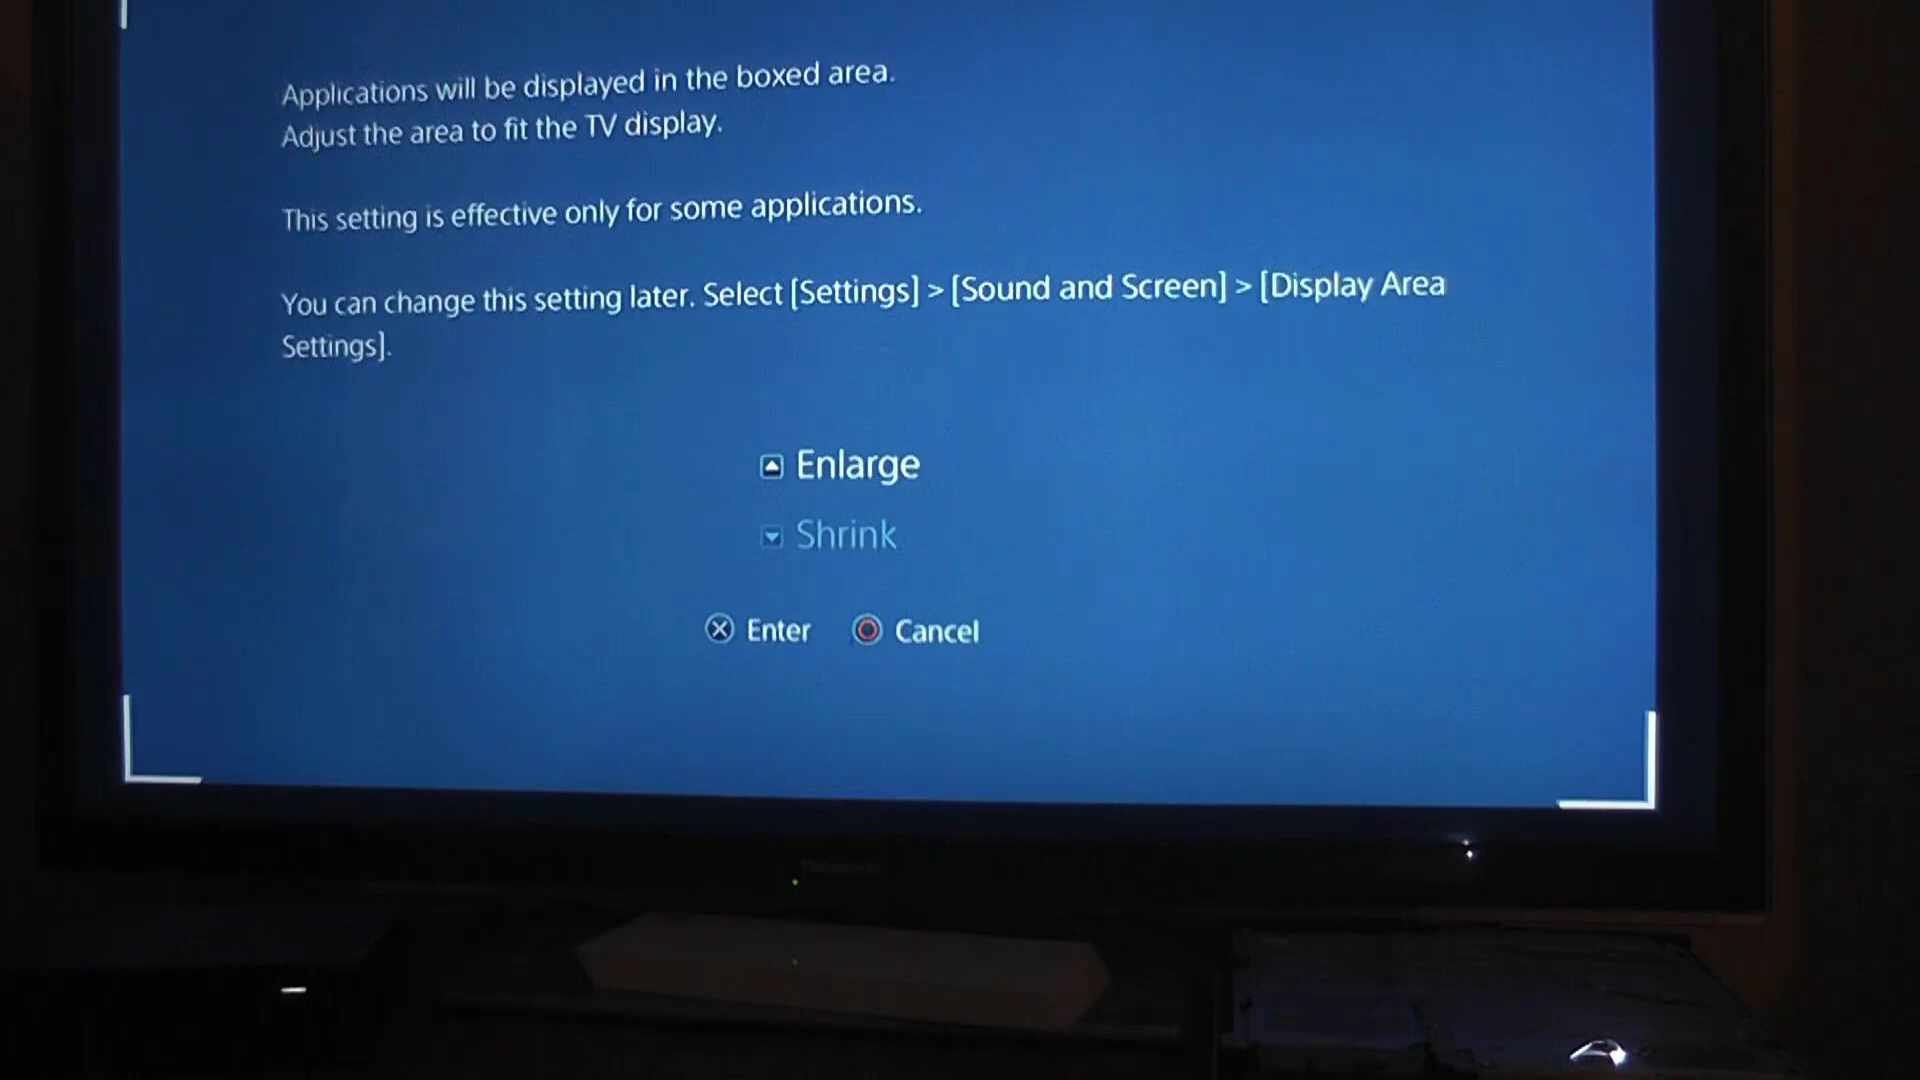 Applications will be displayed in the boxed area.
Adjust the area to fit the TV display.
This setting is effective only for some applications.
You can change this setting later. Select [Settings] > [Sound and Screen] > [Display Area
Settings].
Enlarge
Shrink
Enter Cancel